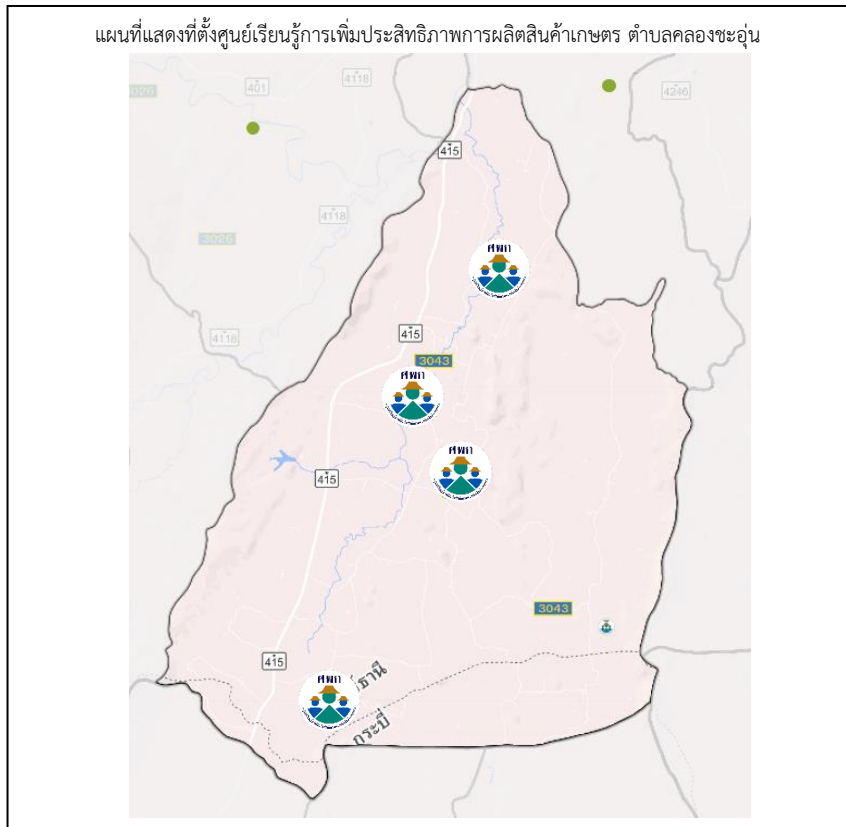 แผนที่แสดงที่ตั้งศูนย์เรียนรู้การเพิ่มประสิทธิภาพการผลิตสินค้าเกษตร ตำบลคลองชะอุ่น
4118
3026
401
4246
415
ศพก
4118
3026
4118
415
3043
ศพก
ศพก
415
3043
415
ศพก
์ธานี
กระบี่